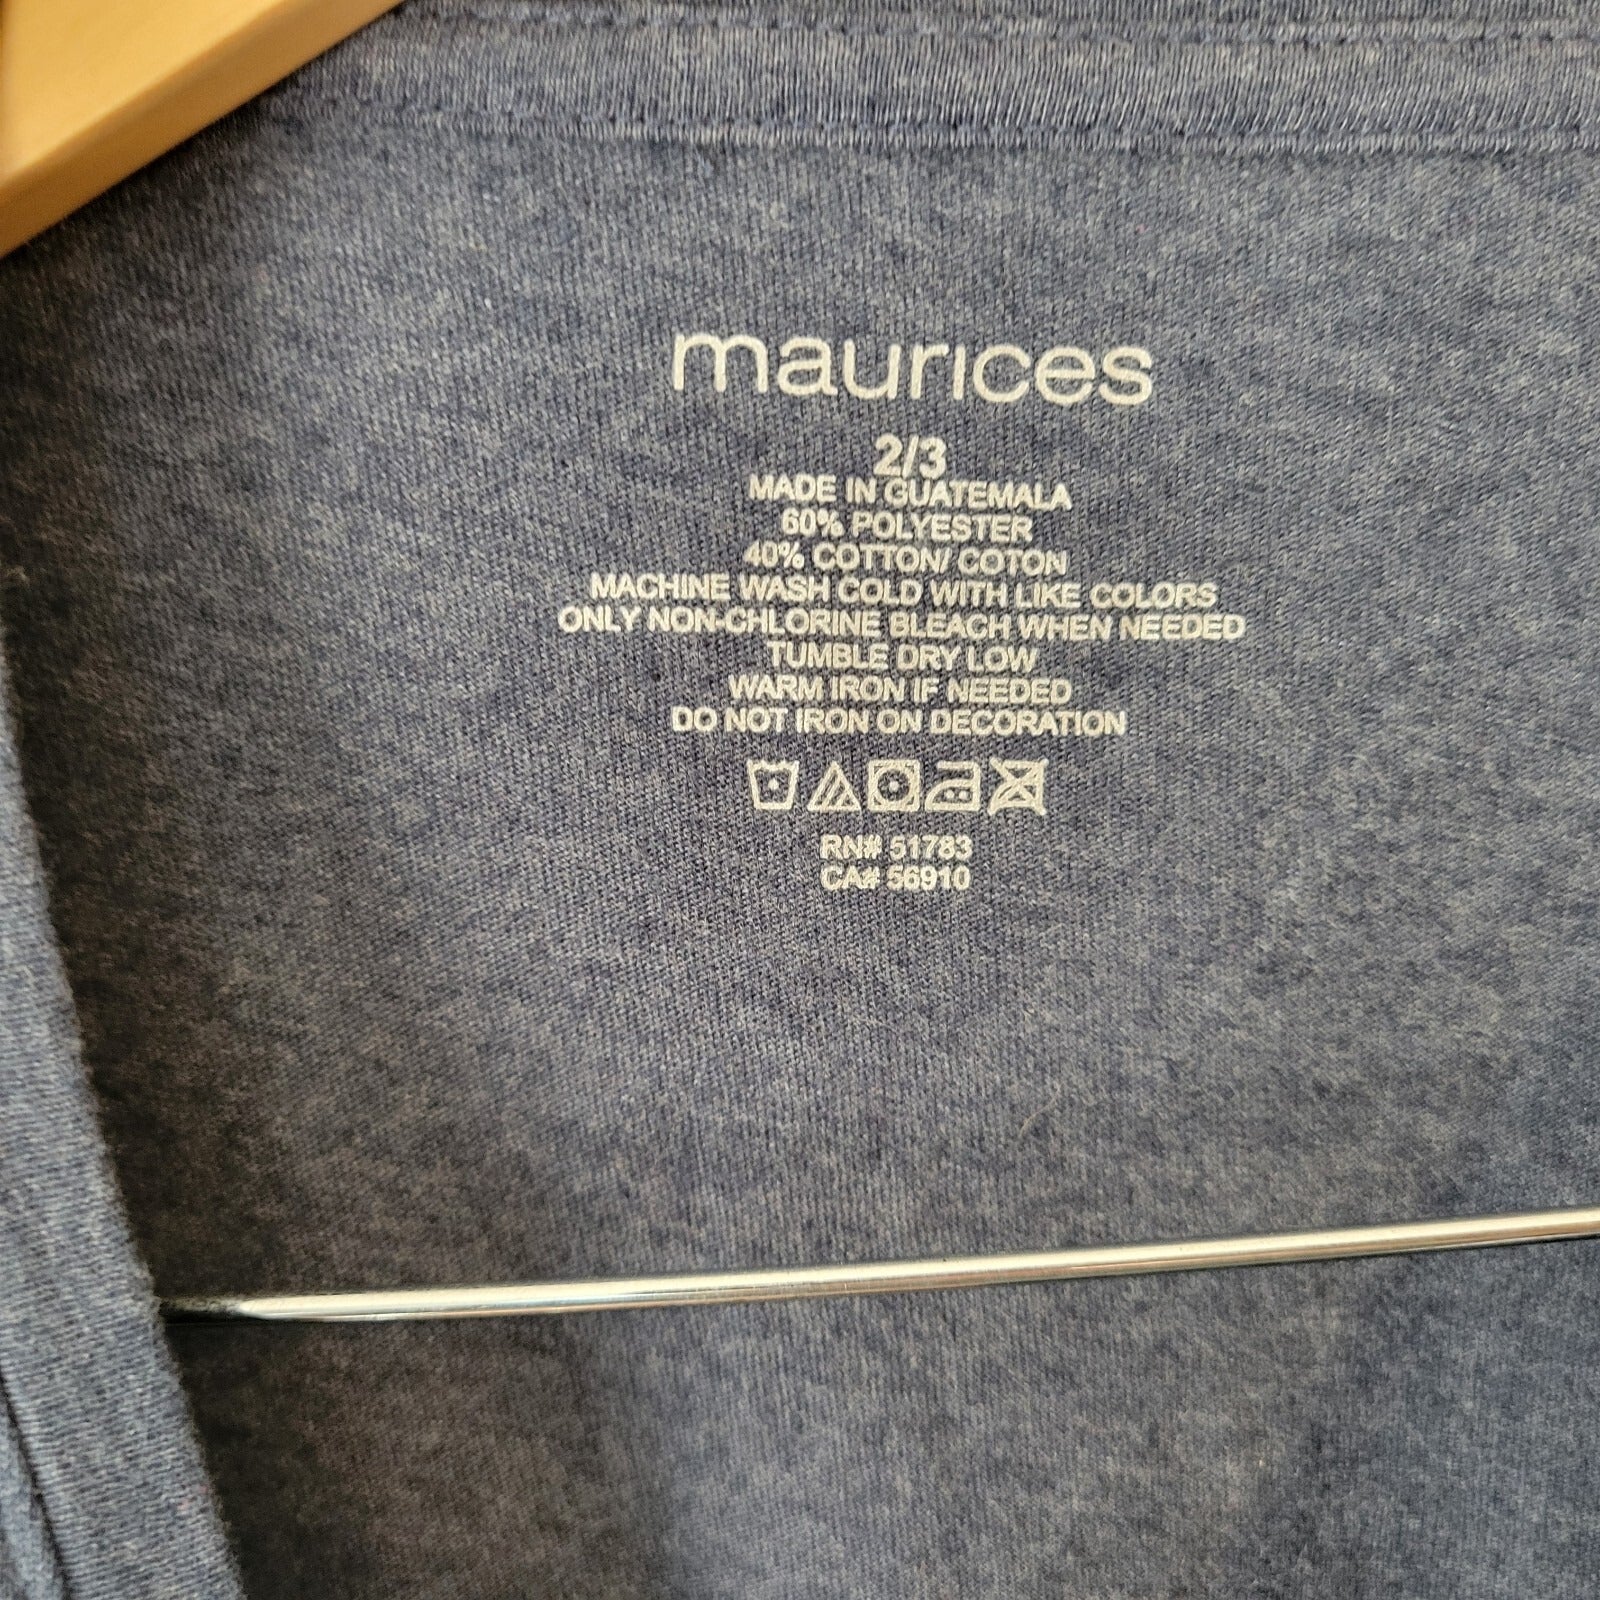 maurices
2/3
MADE IN GUATEMALA
60% POLYESTER
40% COTTON/ COTON
MACHINE WASH COLD WITH LIKE COLORS
ONLY NON-CHLORINE BLEACH WHEN NEEDED
TUMBLE DRY LOW
WARM IRON IF NEEDED
DO NOT IRON ON DECORATION
RN# 51783
CA# 56910